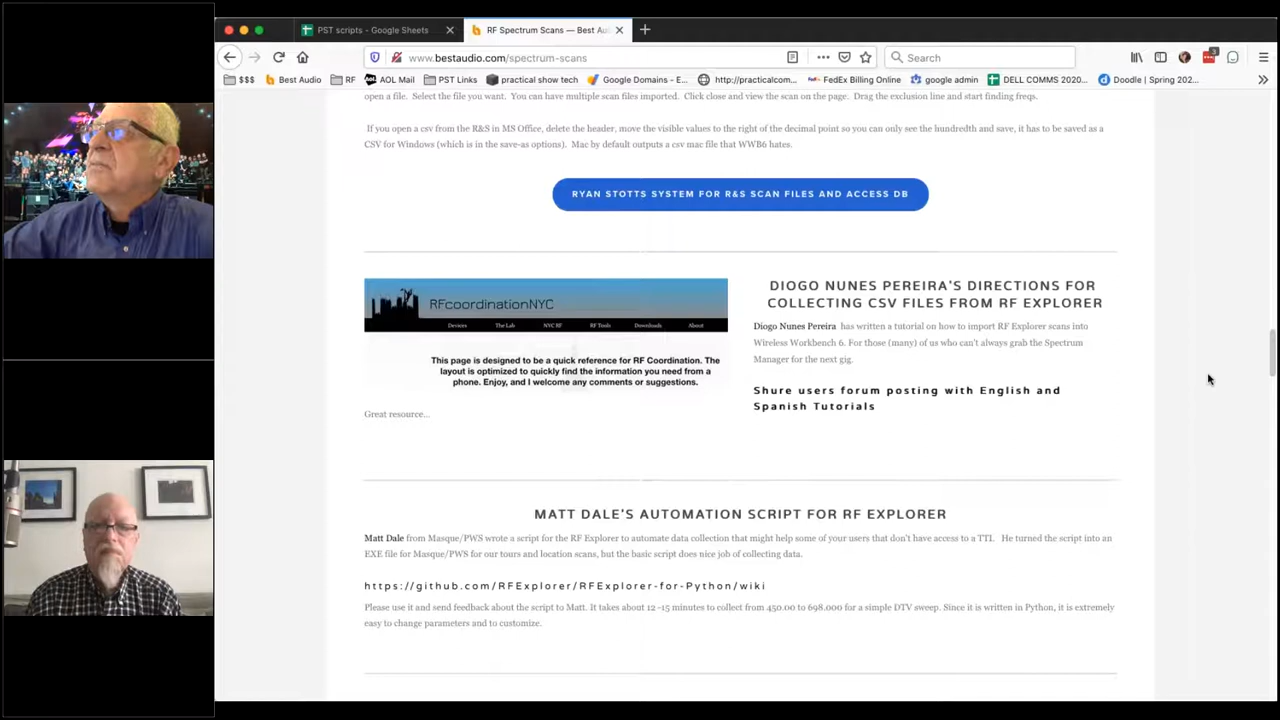 PST scripts - Google Sheets
RF Spectrum Scans — Best Au
www.bestaudio.com/spectrum-scans
Search
3
$$$
Best Audio
RF
AOL Mail
PST Links
practical show tech
Google Domains - E...
http://practicalcom...
FedEx Billing Online
google admin
DELL COMMS 2020...
Doodle | Spring 202...
open a file. Select the file you want. You can have multiple scan files imported. Click close and view the scan on the page. Drag the exclusion line and start finding freqs.
If you open a csv from the R&S in MS Office, delete the header, move the visible values to the right of the decimal point so you can only see the hundredth and save, it has to be saved as a
CSV for Windows (which is in the save-as options). Mac by default outputs a csv mac file that WWB6 hates.
RYAN STOTTS SYSTEM FOR R&S SCAN FILES AND ACCESS DB
RFcoordinationNYC
Devices The Lab NYC RF RF Tools Downloads About
This page is designed to be a quick reference for RF Coordination. The
layout is optimized to quickly find the information you need from a
phone. Enjoy, and I welcome any comments or suggestions.
Great resource...
DIOGO NUNES PEREIRA'S DIRECTIONS FOR
COLLECTING CSV FILES FROM RF EXPLORER
Diogo Nunes Pereira has written a tutorial on how to import RF Explorer scans into
Wireless Workbench 6. For those (many) of us who can't always grab the Spectrum
Manager for the next gig.
Shure users forum posting with English and
Spanish Tutorials
MATT DALE'S AUTOMATION SCRIPT FOR RF EXPLORER
Matt Dale from Masque/PWS wrote a script for the RF Explorer to automate data collection that might help some of your users that don't have access to a TTI. He turned the script into an
EXE file for Masque/PWS for our tours and location scans, but the basic script does nice job of collecting data.
https://github.com/RFExplorer/RFExplorer-for-Python/wiki
Please use it and send feedback about the script to Matt. It takes about 12 -15 minutes to collect from 450.00 to 698.000 for a simple DTV sweep. Since it is written in Python, it is extremely
easy to change parameters and to customize.